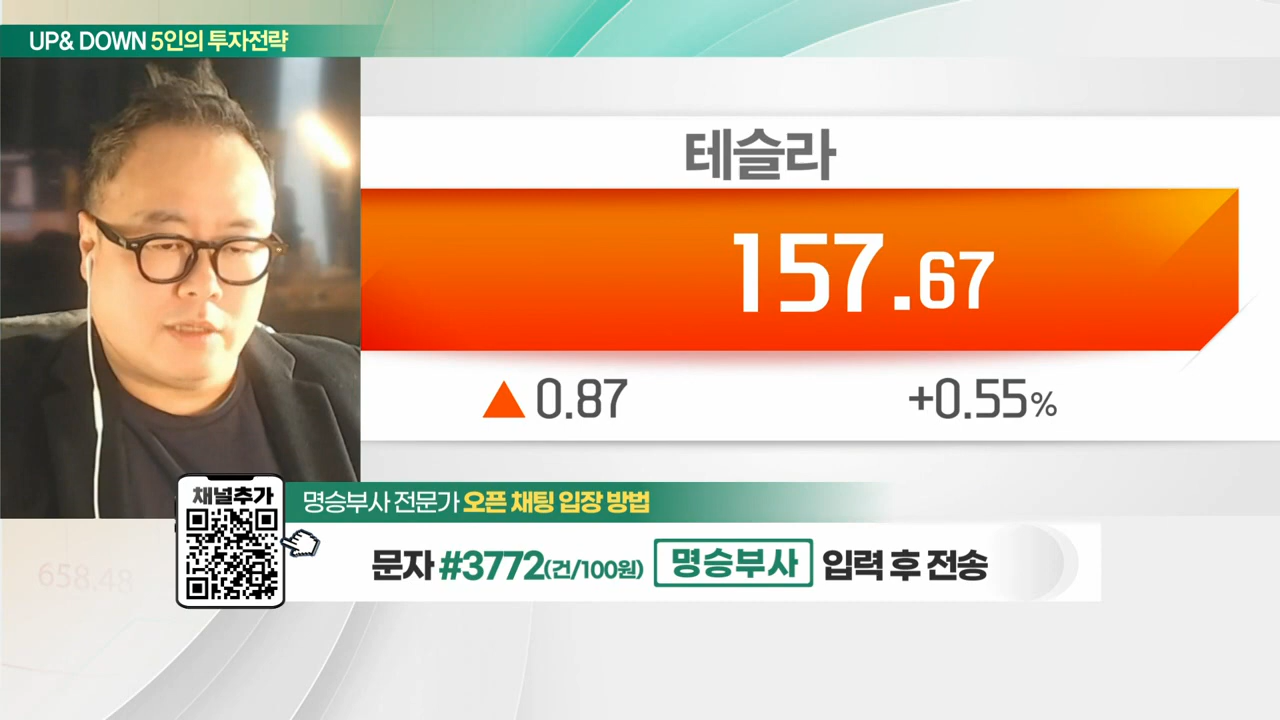 UP& DOWN 5인의 투자전략
테슬라
157.67
▲ 0.87 +0.55%
채널추가
명승부사 전문가 오픈 채팅 입장 방법
문자 #3772(건/100원) 명승부사 입력 후 전송
658.48